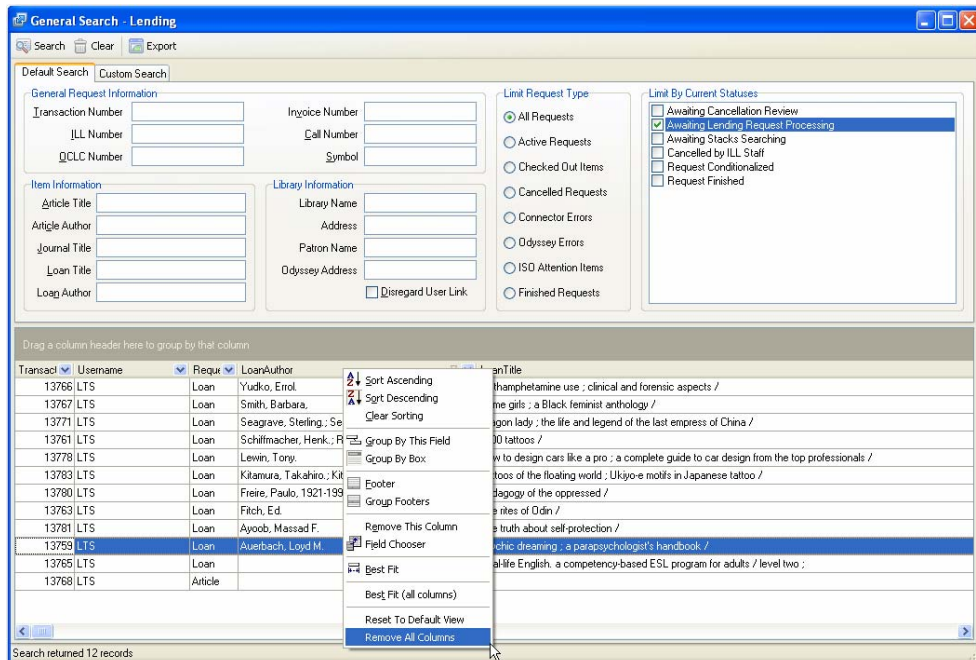 General Search - Lending
Search Clear Export
Default Search Custom Search
General Request Information
Transaction Number
ILL Number
OCLC Number
Invoice Number
Call Number
Symbol
Item Information
Article Title
Article Author
Journal Title
Loan Title
Loan Author
Library Information
Library Name
Address
Patron Name
Odyssey Address
Disregard User Link
Limit Request Type
All Requests
Active Requests
Checked Out Items
Cancelled Requests
Connector Errors
Odyssey Errors
ISO Attention Items
Finished Requests
Limit By Current Statuses
Awaiting Cancellation Review
Awaiting Lending Request Processing
Awaiting Stacks Searching
Cancelled by ILL Staff
Request Conditionalized
Request Finished
Drag a column header here to group by that column
Transact Username Reque LoanAuthor anTitle
13766 LTS Loan Yudko, Errol. thamphetamine use ; clinical and forensic aspects /
13767 LTS Loan Smith, Barbara, me girls ; a Black feminist anthology /
13771 LTS Loan Seagrave, Sterling.; Se agon lady ; the life and legend of the last empress of China /
13761 LTS Loan Schiffmacher, Henk.; R 00 tattoos /
13778 LTS Loan Lewin, Tony. w to design cars like a pro ; a complete guide to car design from the top professionals /
13783 LTS Loan Kitamura, Takahiro.; Kit toos of the floating world ; Ukiyo-e motifs in Japanese tattoo /
13780 LTS Loan Freire, Paulo, 1921-199 dagogy of the oppressed /
13763 LTS Loan Fitch, Ed. e rites of Odin /
13781 LTS Loan Ayoob, Massad F. e truth about self-protection /
13759 LTS Loan Auerbach, Loyd M. ychic dreaming ; a parapsychologist's handbook /
13765 LTS Loan al-life English. a competency-based ESL program for adults / level two ;
13768 LTS Article
Sort Ascending
Sort Descending
Clear Sorting
Group By This Field
Group By Box
Footer
Group Footers
Remove This Column
Field Chooser
Best Fit
Best Fit (all columns)
Reset To Default View
Remove All Columns
Search returned 12 records